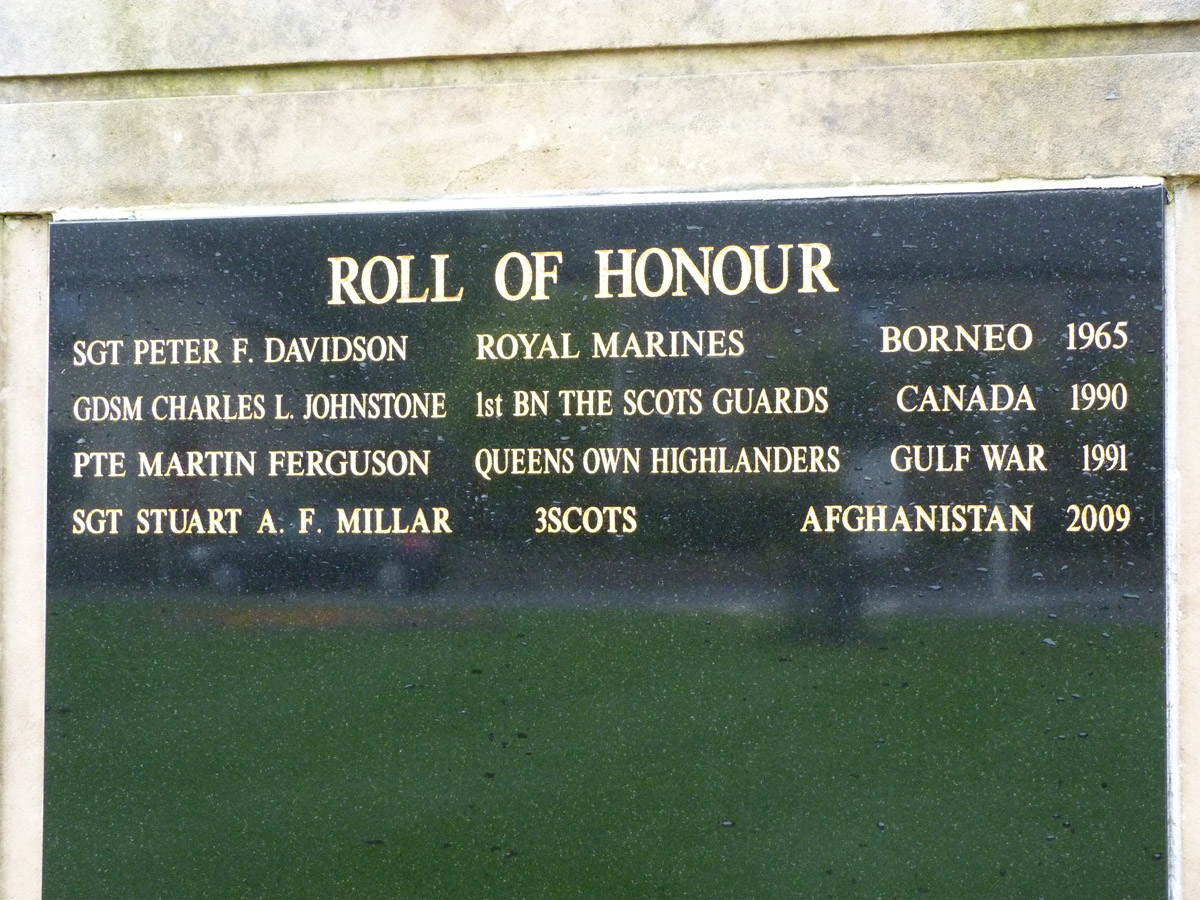 ROLL OF HONOUR
SGT PETER F. DAVIDSON ROYAL MARINES BORNEO 1965
GDSM CHARLES L. JOHNSTONE 1st BN THE SCOTS GUARDS CANADA 1990
PTE MARTIN FERGUSON QUEENS OWN HIGHLANDERS GULF WAR 1991
SGT STUART A. F. MILLAR 3SCOTS AFGHANISTAN 2009